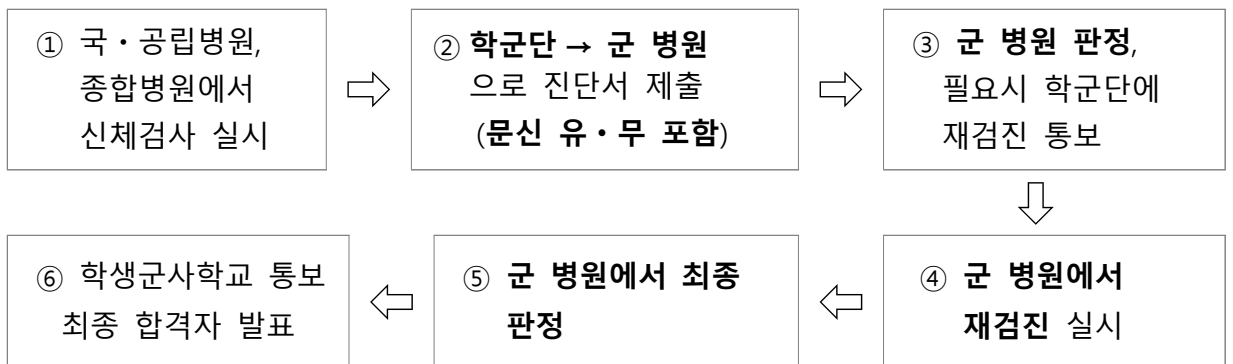 ① 국・공립병원,
종합병원에서
신체검사 실시
② 학군단 → 군 병원
으로 진단서 제출
(문신 유・무 포함)
③ 군 병원 판정,
필요시 학군단에
재검진 통보
④ 군 병원에서
재검진 실시
⑤ 군 병원에서 최종
판정
⑥ 학생군사학교 통보
최종 합격자 발표